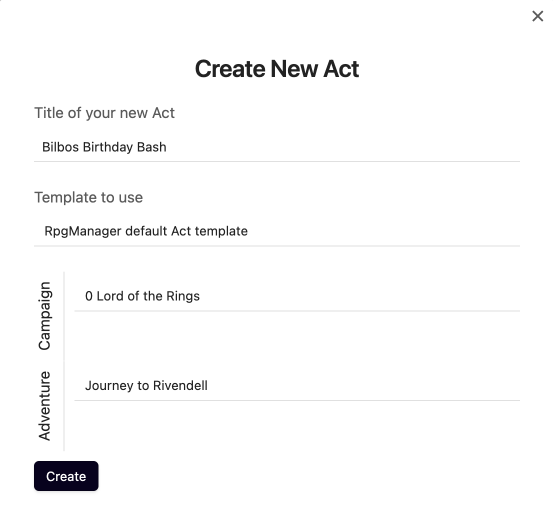 Create New Act
Title of your new Act
Bilbos Birthday Bash
Template to use
RpgManager default Act template
Campaign
0 Lord of the Rings
Adventure
Journey to Rivendell
Create